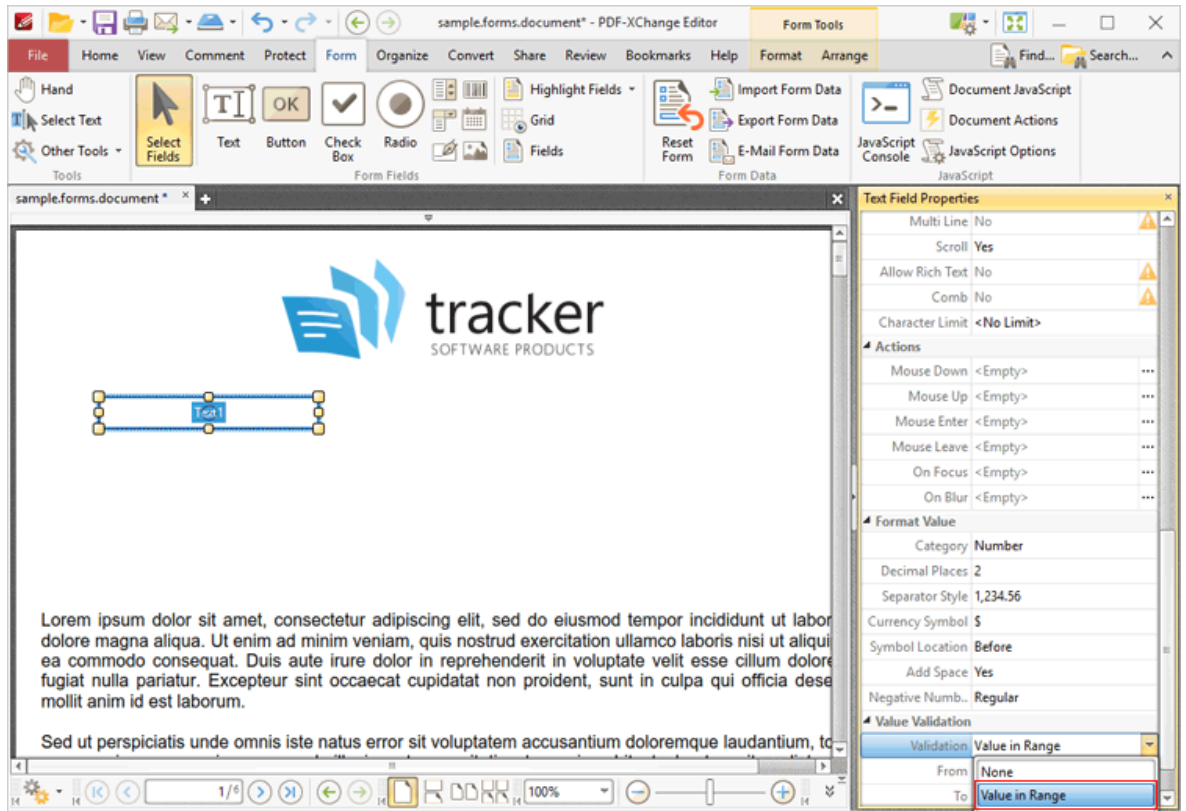 sample.forms.document* - PDF-XChange Editor
Form Tools
File Home View Comment Protect Form Organize Convert Share Review Bookmarks Help Format Arrange
Find... Search...
Hand
Select Text
Other Tools
Tools
Select Fields
Text
OK
Button
Check Box
Radio
Form Fields
Highlight Fields
Grid
Fields
Reset Form
Import Form Data
Export Form Data
E-Mail Form Data
Form Data
JavaScript Console
Document JavaScript
Document Actions
JavaScript Options
JavaScript
sample.forms.document *
tracker
SOFTWARE PRODUCTS
Text1
Lorem ipsum dolor sit amet, consectetur adipiscing elit, sed do eiusmod tempor incididunt ut labor
dolore magna aliqua. Ut enim ad minim veniam, quis nostrud exercitation ullamco laboris nisi ut aliqui
ea commodo consequat. Duis aute irure dolor in reprehenderit in voluptate velit esse cillum dolore
fugiat nulla pariatur. Excepteur sint occaecat cupidatat non proident, sunt in culpa qui officia dese
mollit anim id est laborum.
Sed ut perspiciatis unde omnis iste natus error sit voluptatem accusantium doloremque laudantium, to
1/6
100%
Text Field Properties
Multi Line No
Scroll Yes
Allow Rich Text No
Comb No
Character Limit <No Limit>
Actions
Mouse Down <Empty>
Mouse Up <Empty>
Mouse Enter <Empty>
Mouse Leave <Empty>
On Focus <Empty>
On Blur <Empty>
Format Value
Category Number
Decimal Places 2
Separator Style 1,234.56
Currency Symbol $
Symbol Location Before
Add Space Yes
Negative Numb.. Regular
Value Validation
Validation Value in Range
From None
To Value in Range